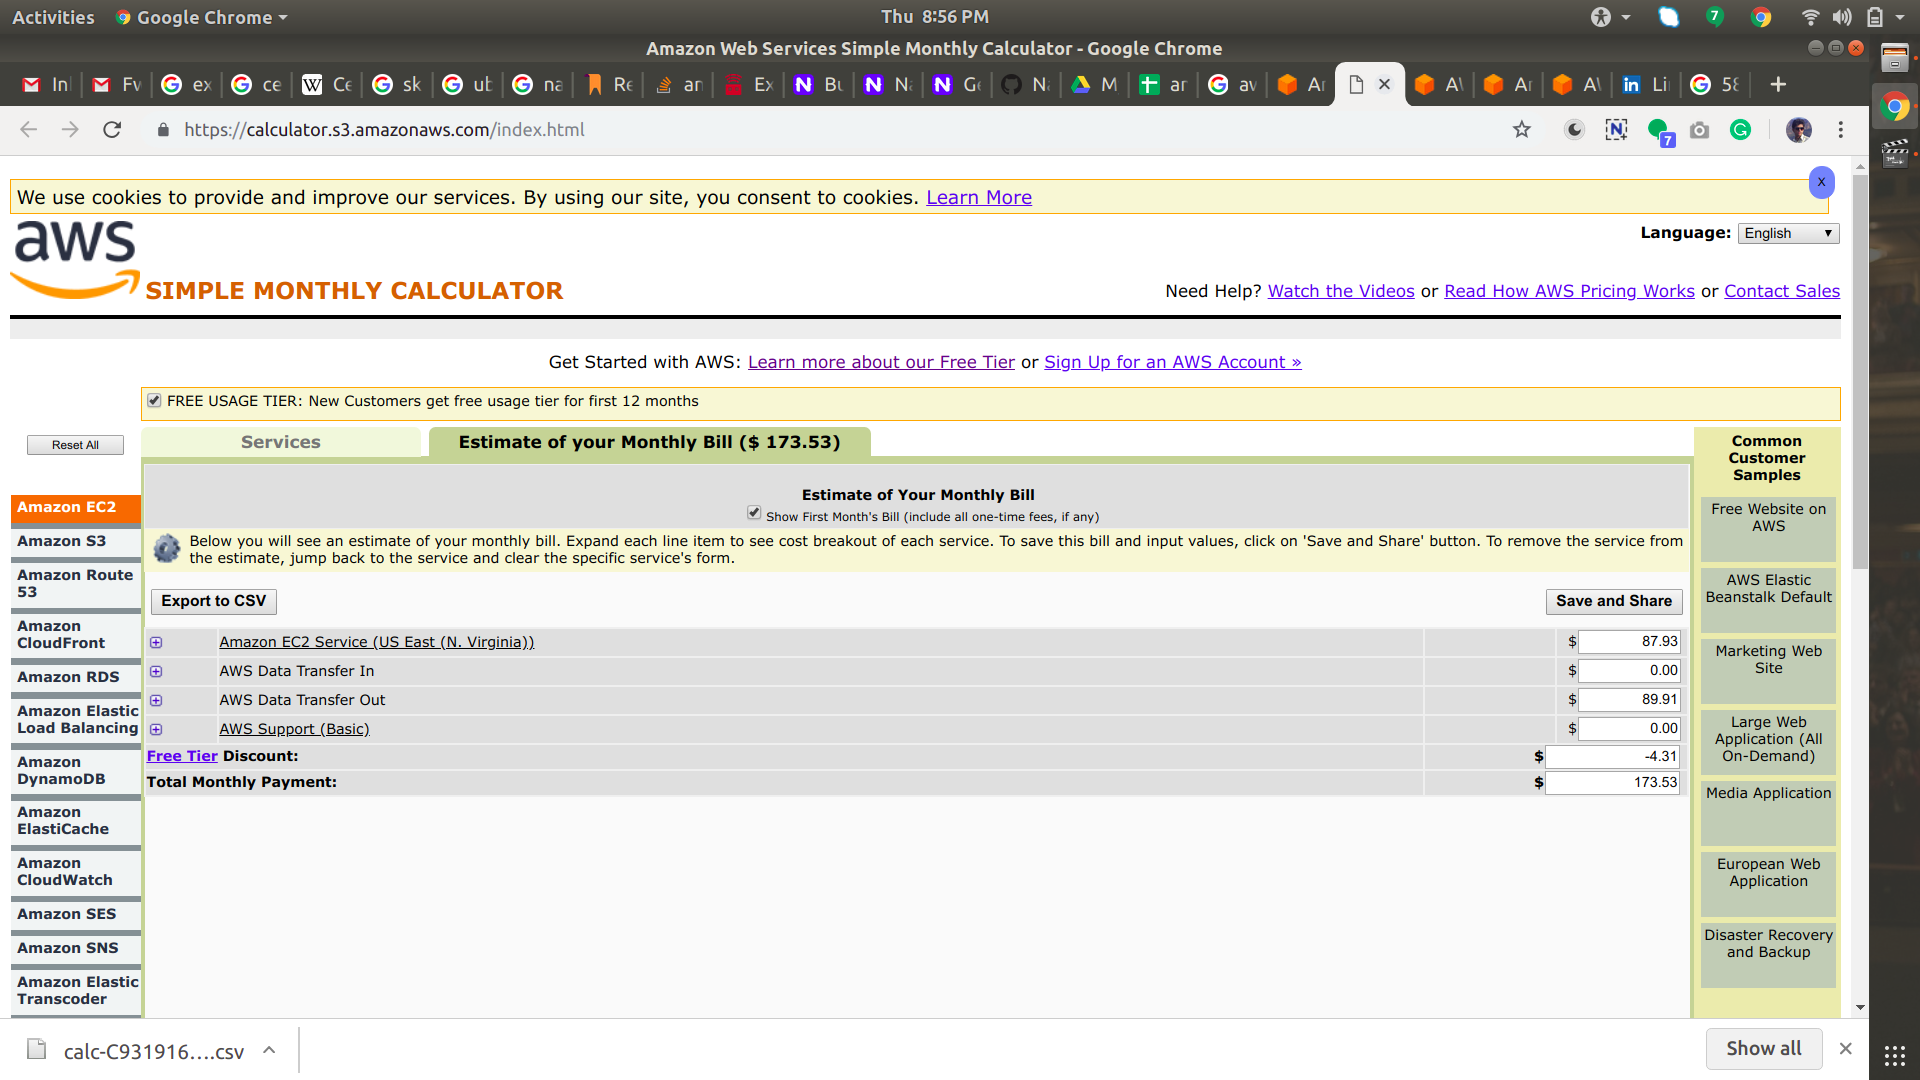 Activities
Google Chrome
Thu 8:56 PM
7
Amazon Web Services Simple Monthly Calculator - Google Chrome
In
Fv
ex
ce
Ce
sk
ub
na
Re
an
Ex
Bu
Na
Ge
N
M
ar
av
Ar
AV
Ar
AV
Li
58
https://calculator.s3.amazonaws.com/index.html
7
We use cookies to provide and improve our services. By using our site, you consent to cookies. Learn More
x
aws
Language: English
SIMPLE MONTHLY CALCULATOR
Need Help? Watch the Videos or Read How AWS Pricing Works or Contact Sales
Get Started with AWS: Learn more about our Free Tier or Sign Up for an AWS Account »
FREE USAGE TIER: New Customers get free usage tier for first 12 months
Reset All
Services
Estimate of your Monthly Bill ($ 173.53)
Amazon EC2
Amazon S3
Amazon Route
53
Amazon
CloudFront
Amazon RDS
Amazon Elastic
Load Balancing
Amazon
DynamoDB
Amazon
ElastiCache
Amazon
CloudWatch
Amazon SES
Amazon SNS
Amazon Elastic
Transcoder
Estimate of Your Monthly Bill
Show First Month's Bill (include all one-time fees, if any)
Below you will see an estimate of your monthly bill. Expand each line item to see cost breakout of each service. To save this bill and input values, click on 'Save and Share' button. To remove the service from
the estimate, jump back to the service and clear the specific service's form.
Export to CSV
Save and Share
Amazon EC2 Service (US East (N. Virginia)) $ 87.93
AWS Data Transfer In $ 0.00
AWS Data Transfer Out $ 89.91
AWS Support (Basic) $ 0.00
Free Tier Discount: $ -4.31
Total Monthly Payment: $ 173.53
Common
Customer
Samples
Free Website on
AWS
AWS Elastic
Beanstalk Default
Marketing Web
Site
Large Web
Application (All
On-Demand)
Media Application
European Web
Application
Disaster Recovery
and Backup
calc-C931916....csv
Show all